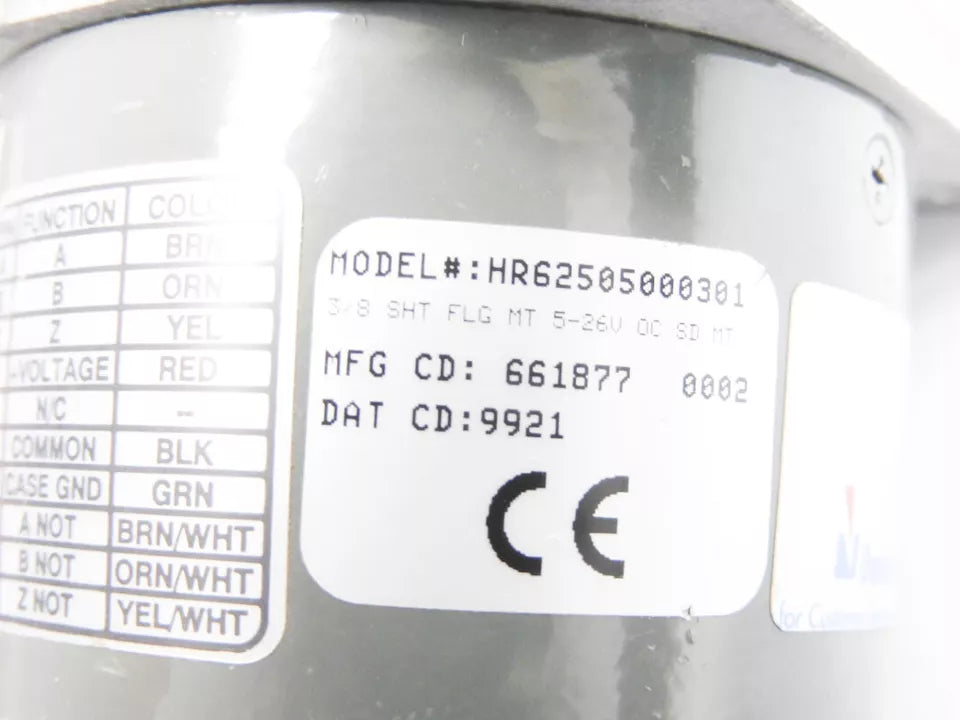 FUNCTION
A BRN
B ORN
Z YEL
VOLTAGE RED
N/C -
COMMON BLK
CASE GND GRN
A NOT BRN/WHT
B NOT ORN/WHT
Z NOT YEL/WHT
MODEL#:HR62505000301
3/8 SHT FLG MT 5-26V OC SD MT
MFG CD: 661877 0002
DAT CD:9921
CE
for